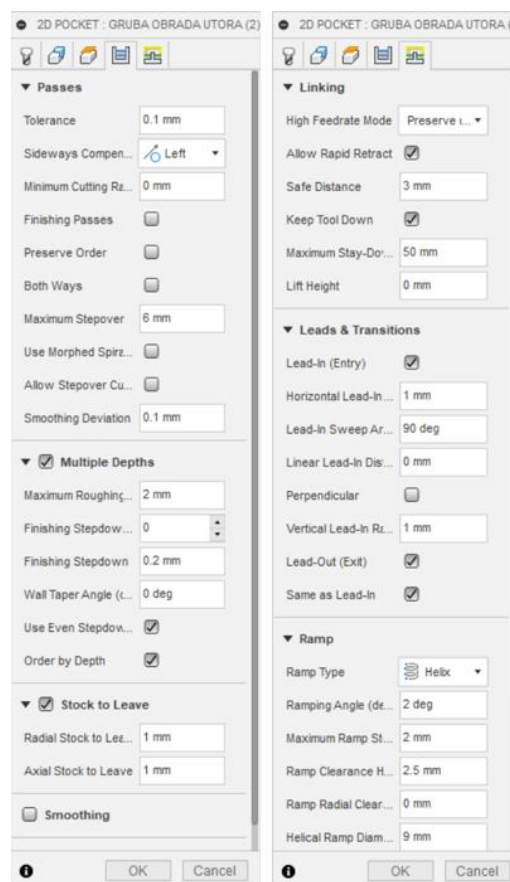 2D POCKET : GRUBA OBRADA UTORA (2)
Passes
Tolerance 0.1 mm
Sideways Compen... Left
Minimum Cutting Ra... 0 mm
Finishing Passes
Preserve Order
Both Ways
Maximum Stepover 6 mm
Use Morphed Spira...
Allow Stepover Cu...
Smoothing Deviation 0.1 mm
Multiple Depths
Maximum Roughing... 2 mm
Finishing Stepdow... 0
Finishing Stepdown 0.2 mm
Wall Taper Angle (c... 0 deg
Use Even Stepdow...
Order by Depth
Stock to Leave
Radial Stock to Lea... 1 mm
Axial Stock to Leave 1 mm
Smoothing
OK Cancel
2D POCKET : GRUBA OBRADA UTORA (
Linking
High Feedrate Mode Preserve r...
Allow Rapid Retract
Safe Distance 3 mm
Keep Tool Down
Maximum Stay-Do... 50 mm
Lift Height 0 mm
Leads & Transitions
Lead-In (Entry)
Horizontal Lead-In... 1 mm
Lead-In Sweep Ar... 90 deg
Linear Lead-In Dis... 0 mm
Perpendicular
Vertical Lead-In Ra... 1 mm
Lead-Out (Exit)
Same as Lead-In
Ramp
Ramp Type Helix
Ramping Angle (de... 2 deg
Maximum Ramp St... 2 mm
Ramp Clearance H... 2.5 mm
Ramp Radial Clear... 0 mm
Helical Ramp Diam... 9 mm
OK Cancel